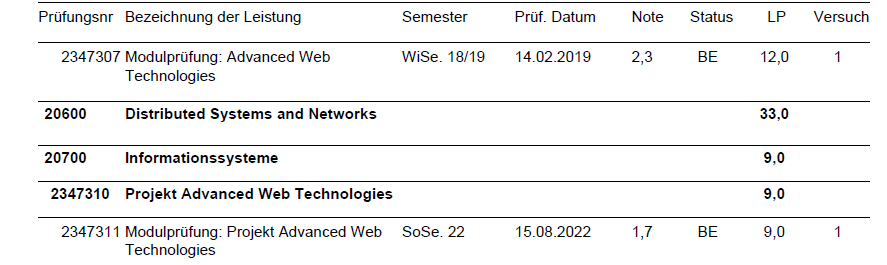 Prüfungsnr Bezeichnung der Leistung Semester Prüf. Datum Note Status LP Versuch
2347307 Modulprüfung: Advanced Web WiSe. 18/19 14.02.2019 2,3 BE 12,0 1
Technologies
20600 Distributed Systems and Networks 33,0
20700 Informationssysteme 9,0
2347310 Projekt Advanced Web Technologies 9,0
2347311 Modulprüfung: Projekt Advanced Web SoSe. 22 15.08.2022 1,7 BE 9,0 1
Technologies